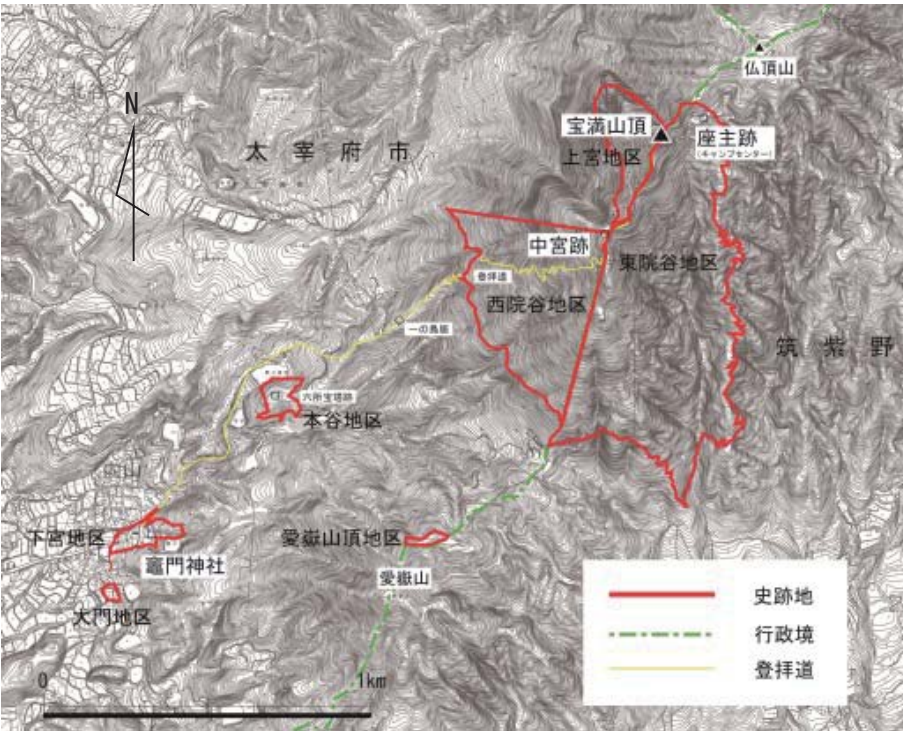 仏頂山
N
宝満山頂
座主跡
(キャンプセンター)
太宰府市
上宮地区
中宮跡
東院谷地区
登拝道
西院谷地区
一の鳥居
筑紫野
六所宝塔跡
本谷地区
下宮地区
愛嶽山頂地区
竈門神社
愛嶽山
大門地区
史跡地
行政境
登拝道
0
1km